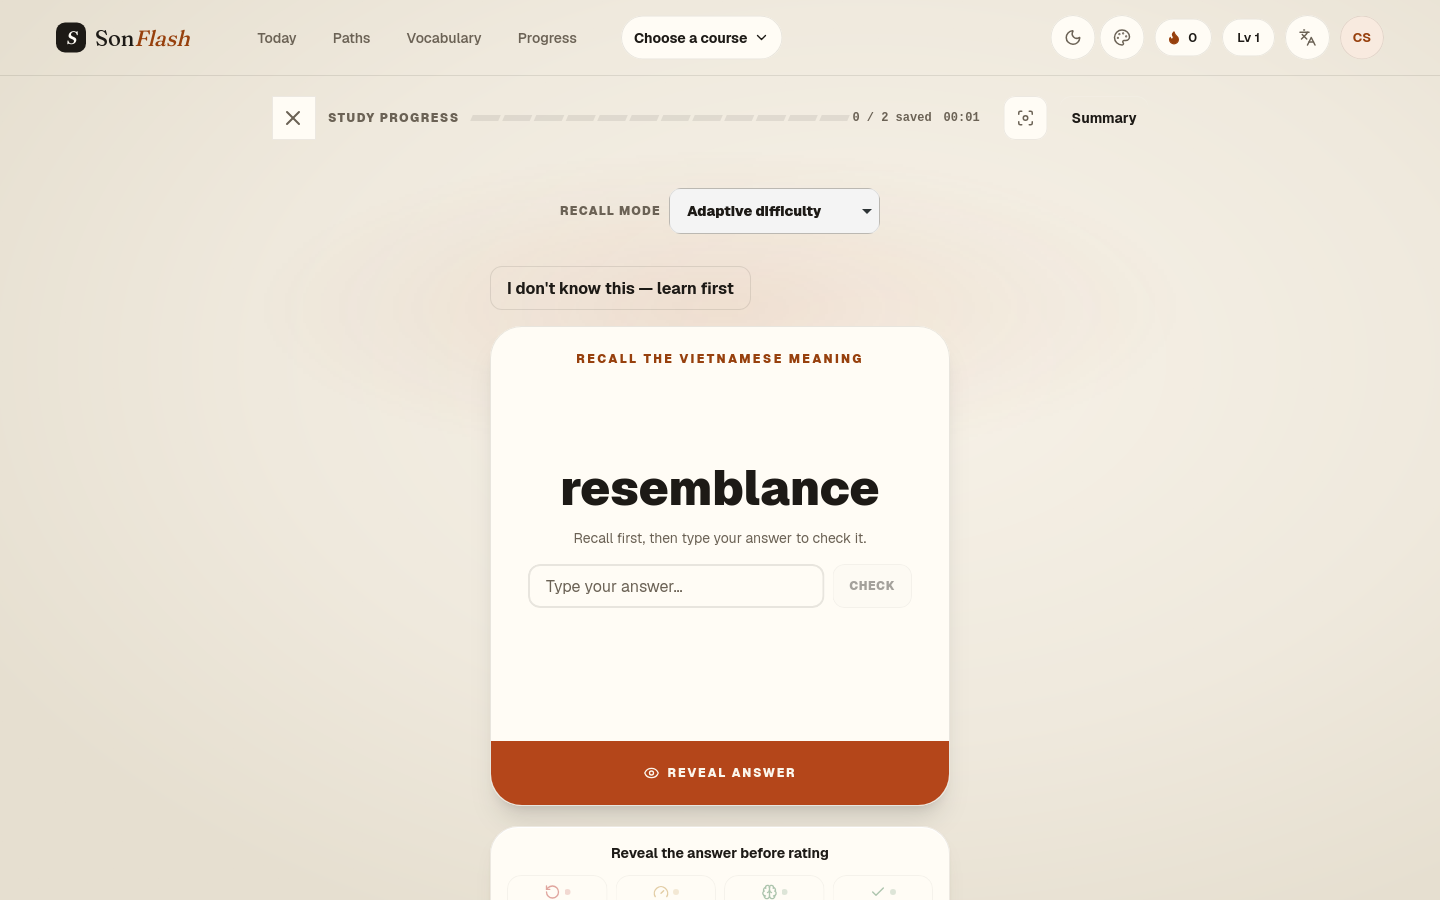 S SonFlash
Today
Paths
Vocabulary
Progress
Choose a course
0
Lv 1
CS
STUDY PROGRESS
0 / 2 saved 00:01
Summary
RECALL MODE
Adaptive difficulty
I don't know this — learn first
RECALL THE VIETNAMESE MEANING
resemblance
Recall first, then type your answer to check it.
Type your answer...
CHECK
REVEAL ANSWER
Reveal the answer before rating